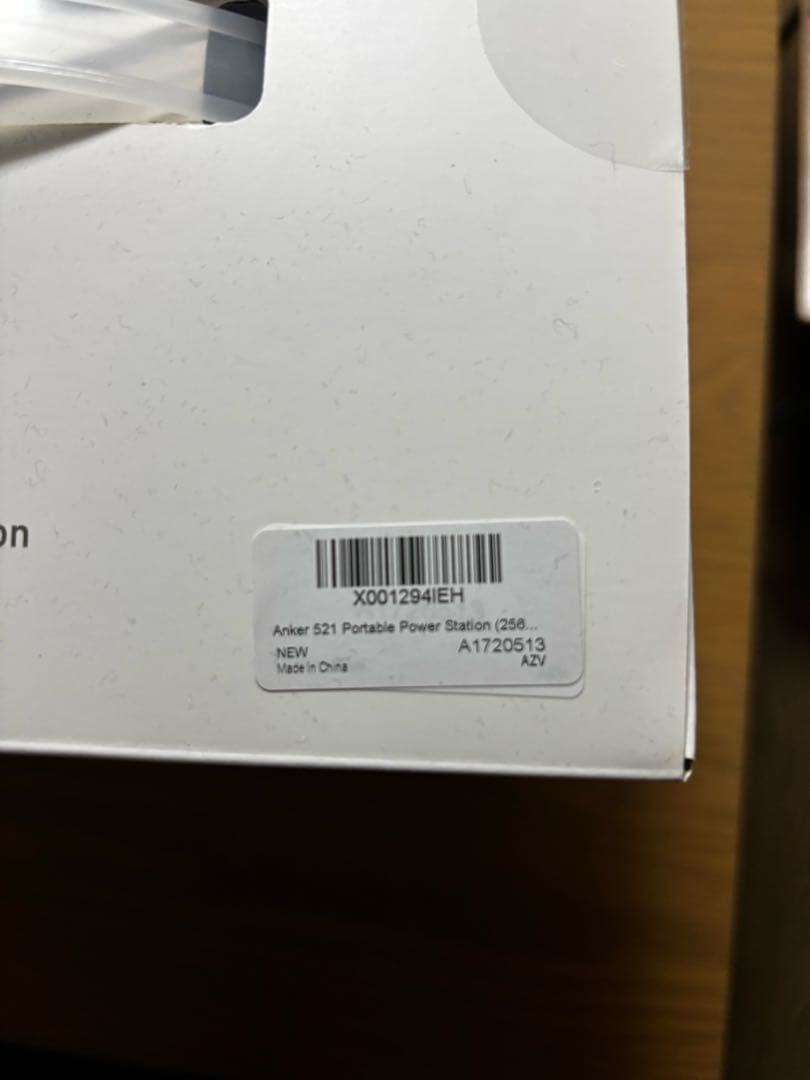 on
X001294IEH
Anker 521 Portable Power Station (256...
NEW
A1720513
Made in China
AZV